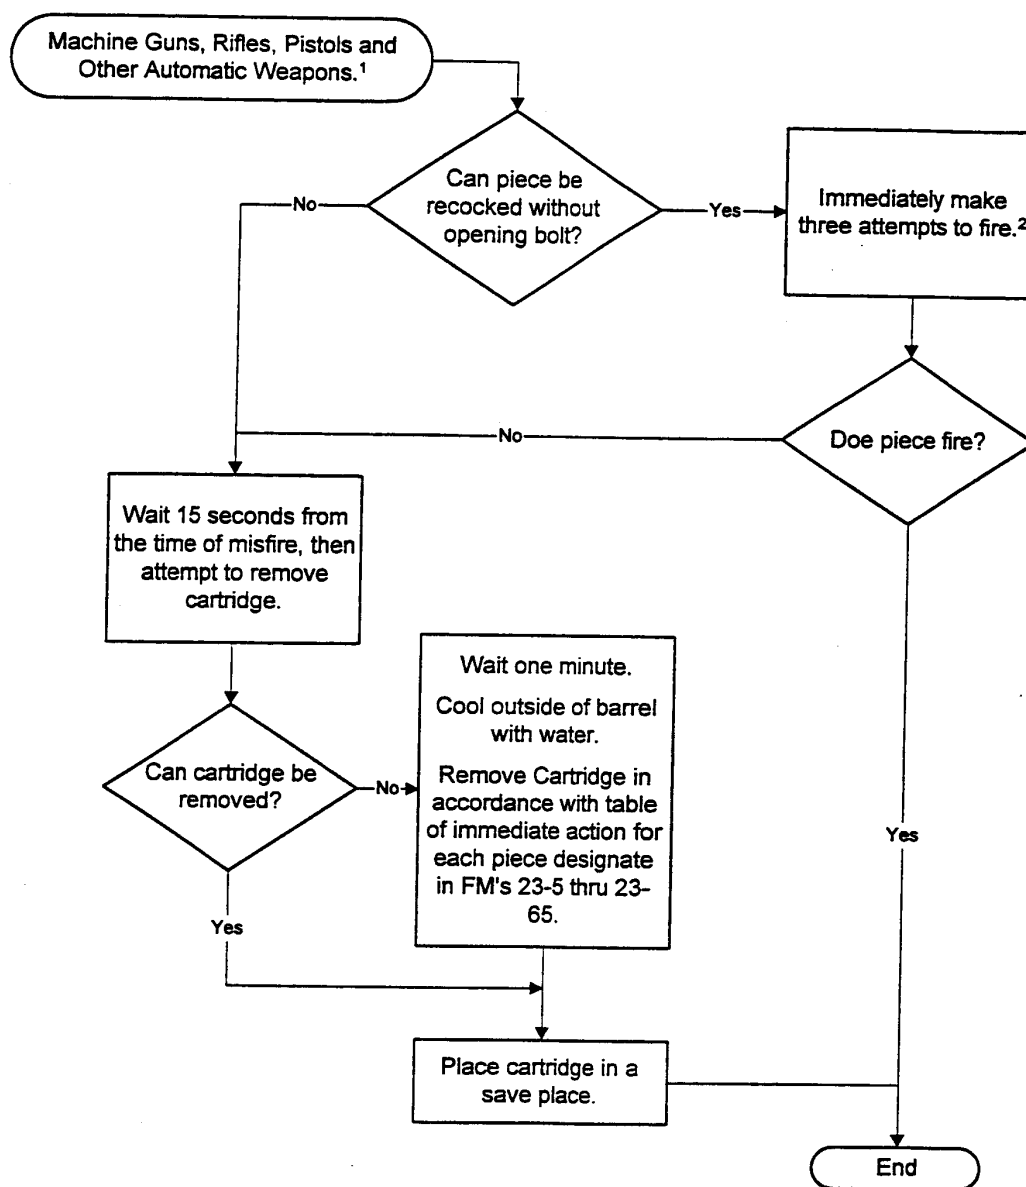 Machine Guns, Rifles, Pistols and
Other Automatic Weapons.¹
Can piece be
recocked without
opening bolt?
No
Yes
Immediately make
three attempts to fire.²
Doe piece fire?
No
Wait 15 seconds from
the time of misfire, then
attempt to remove
cartridge.
Can cartridge be
removed?
No
Wait one minute.
Cool outside of barrel
with water.
Remove Cartridge in
accordance with table
of immediate action for
each piece designate
in FM's 23-5 thru 23-
65.
Yes
Yes
Place cartridge in a
save place.
End